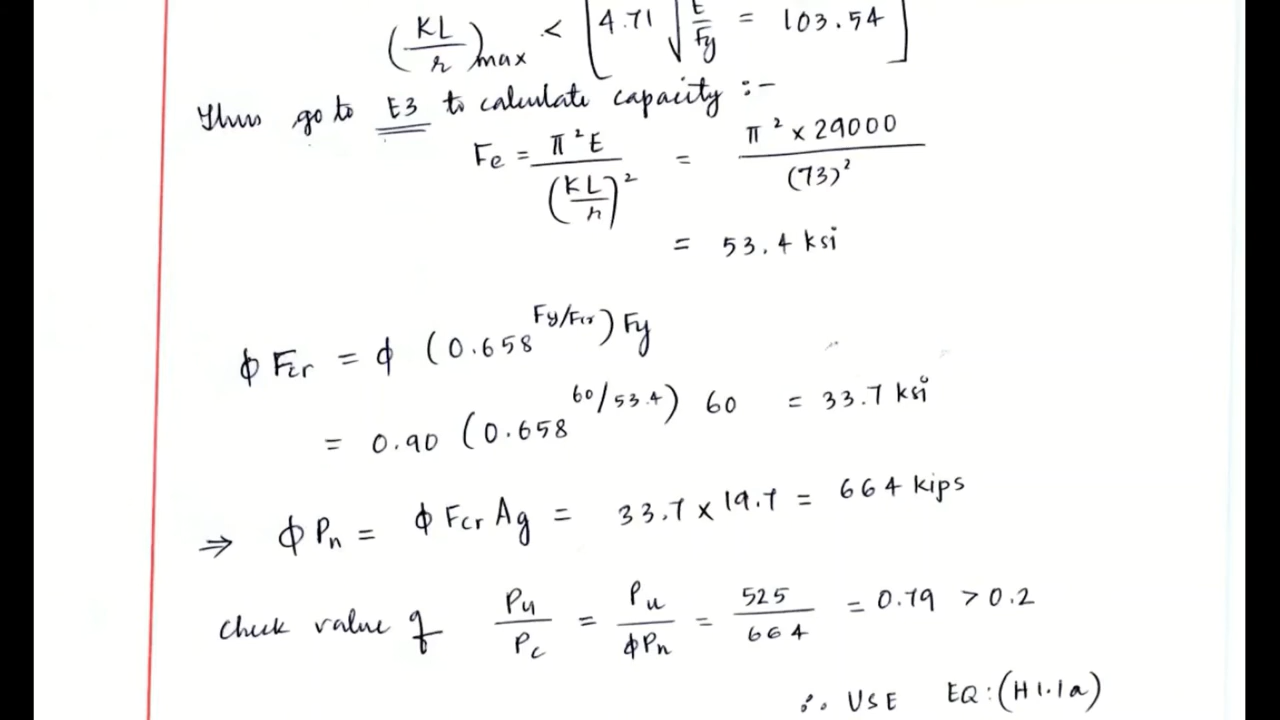 (KL/r)max < [4.71 √(E/Fy) = 103.54]
Thus go to E3 to calculate capacity :-
Fe = π²E / (KL/r)² = π² x 29000 / (73)²
= 53.4 ksi
ϕ Fcr = ϕ (0.658^(Fy/Fcr)) Fy
= 0.90 (0.658^(60/53.4)) 60 = 33.7 ksi
⇒ ϕ Pn = ϕ Fcr Ag = 33.7 x 19.7 = 664 kips
Check value of Pu/Pc = Pu/ϕPn = 525/664 = 0.79 > 0.2
∴ USE EQ:(H1.1a)